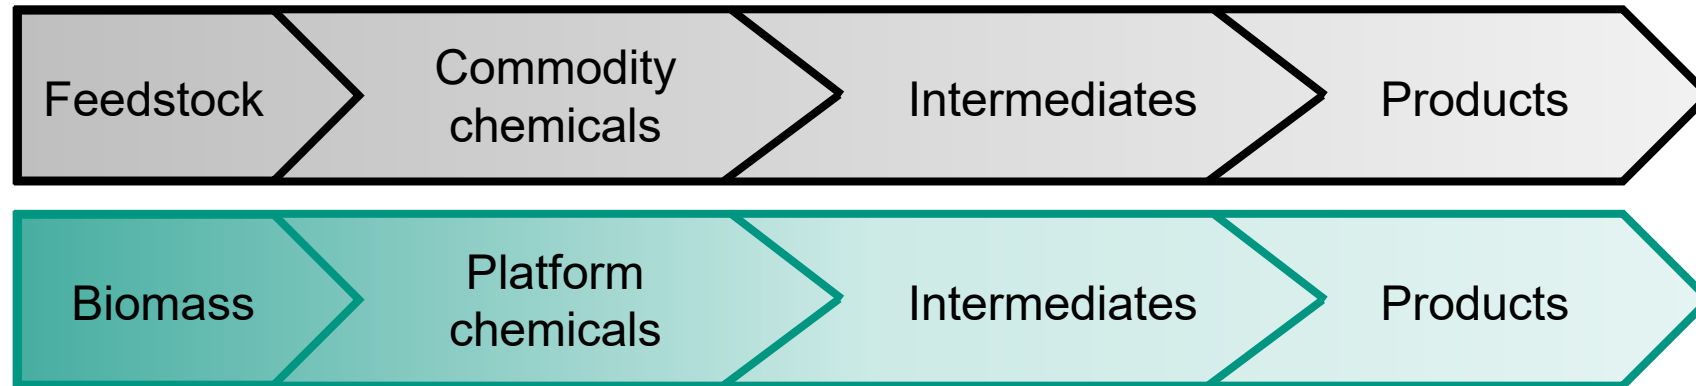 Feedstock
Commodity
chemicals
Intermediates
Products
Biomass
Platform
chemicals
Intermediates
Products